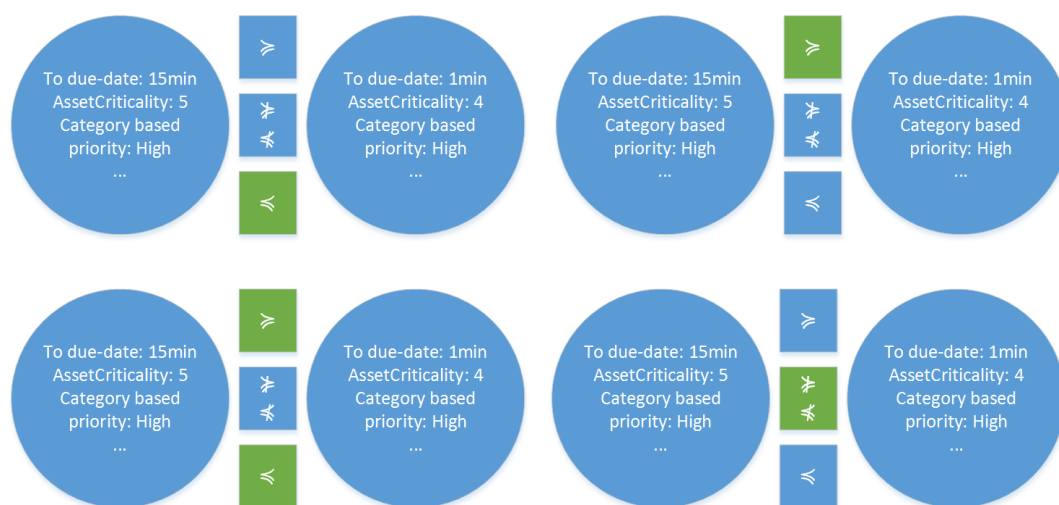 To due-date: 15min
AssetCriticality: 5
Category based
priority: High
...
≽
⋡
⋠
≼
To due-date: 1min
AssetCriticality: 4
Category based
priority: High
...
To due-date: 15min
AssetCriticality: 5
Category based
priority: High
...
≽
⋡
⋠
≼
To due-date: 1min
AssetCriticality: 4
Category based
priority: High
...
To due-date: 15min
AssetCriticality: 5
Category based
priority: High
...
≽
⋡
⋠
≼
To due-date: 1min
AssetCriticality: 4
Category based
priority: High
...
To due-date: 15min
AssetCriticality: 5
Category based
priority: High
...
≽
⋡
⋠
≼
To due-date: 1min
AssetCriticality: 4
Category based
priority: High
...